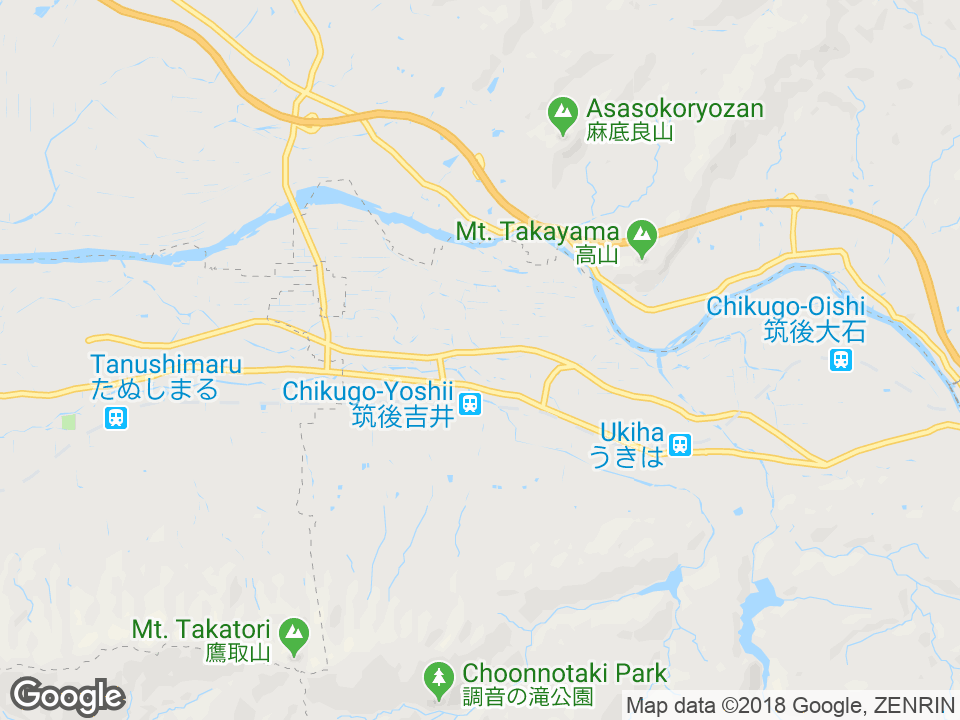 Asasokoryozan
麻底良山
Mt. Takayama
高山
Chikugo-Oishi
筑後大石
Tanushimaru
たぬしまる
Chikugo-Yoshii
筑後吉井
Ukiha
うきは
Mt. Takatori
鷹取山
Choonnotaki Park
調音の滝公園
Google
Map data ©2018 Google, ZENRIN